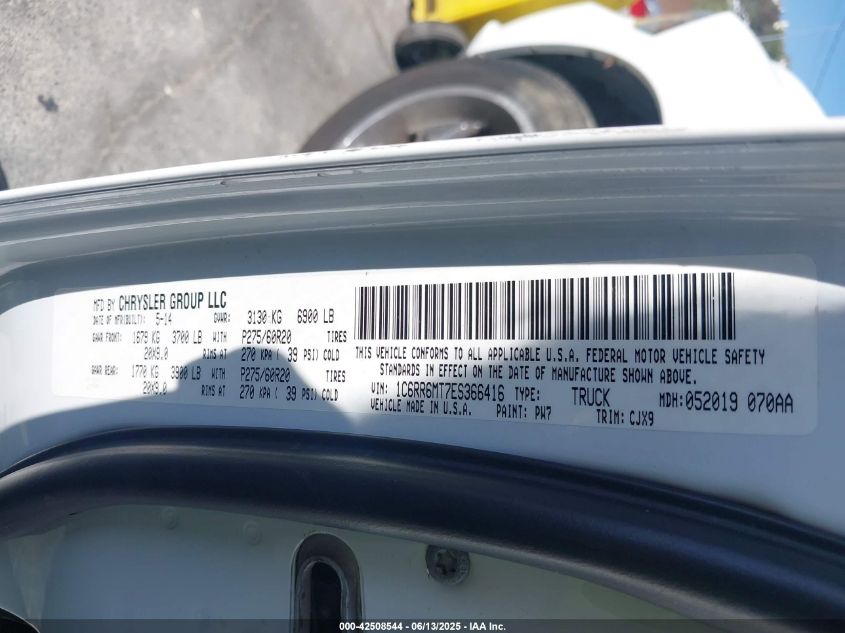 MFD BY CHRYSLER GROUP LLC
DATE OF MFR(BUILT): 5-14 GVWR: 3130 KG 6900 LB
GAWR FRONT: 1679 KG 3700 LB WITH P275/60R20 TIRES
20X9.0 RIMS AT 270 KPA ( 39 PSI) COLD
GAWR REAR: 1770 KG 3900 LB WITH P275/60R20 TIRES
20X9.0 RIMS AT 270 KPA ( 39 PSI) COLD
THIS VEHICLE CONFORMS TO ALL APPLICABLE U.S.A. FEDERAL MOTOR VEHICLE SAFETY
STANDARDS IN EFFECT ON THE DATE OF MANUFACTURE SHOWN ABOVE.
VIN: 1C6RR6MT7ES366416 TYPE: TRUCK MDH:052019 070AA
VEHICLE MADE IN U.S.A. PAINT: PW7 TRIM: CJX9
000-42508544 - 06/13/2025 - IAA Inc.